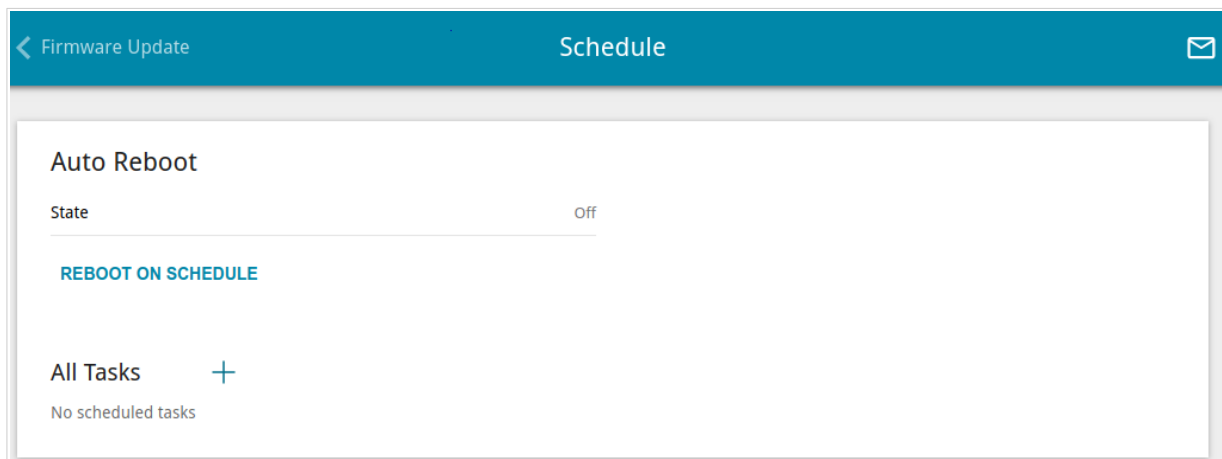 Firmware Update
Schedule
Auto Reboot
State Off
REBOOT ON SCHEDULE
All Tasks
No scheduled tasks